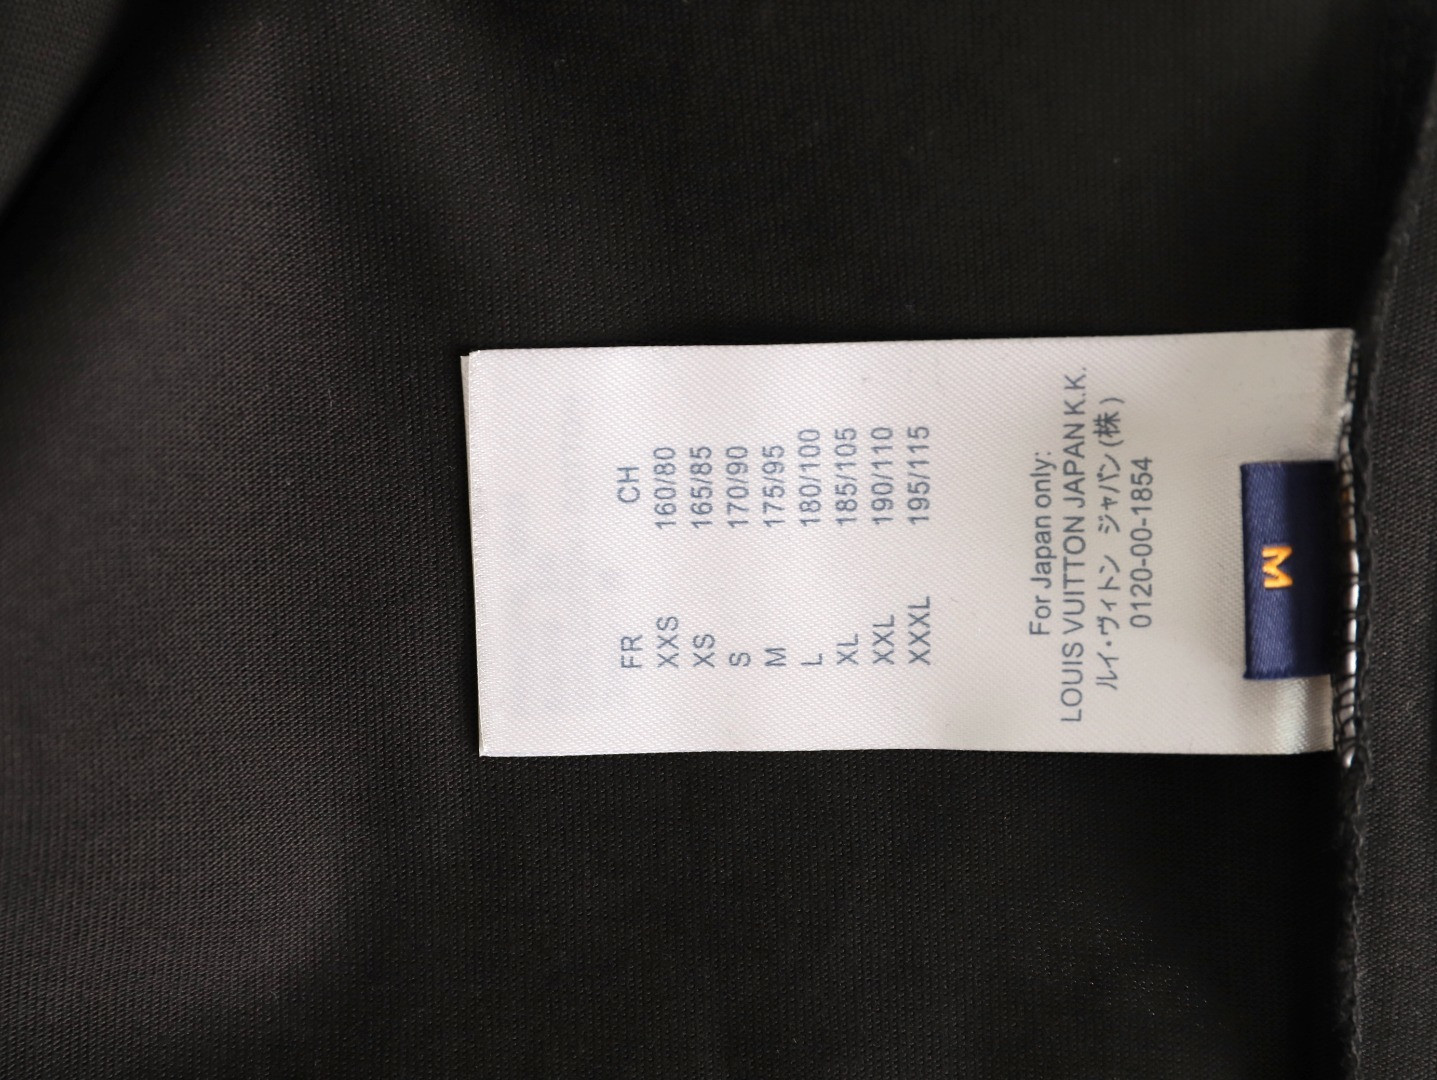 FR CH
XXS 160/80
XS 165/85
S 170/90
M 175/95
L 180/100
XL 185/105
XXL 190/110
XXXL 195/115
For Japan only:
LOUIS VUITTON JAPAN K.K.
ルイ・ヴィトン ジャパン(株)
0120-00-1854
M